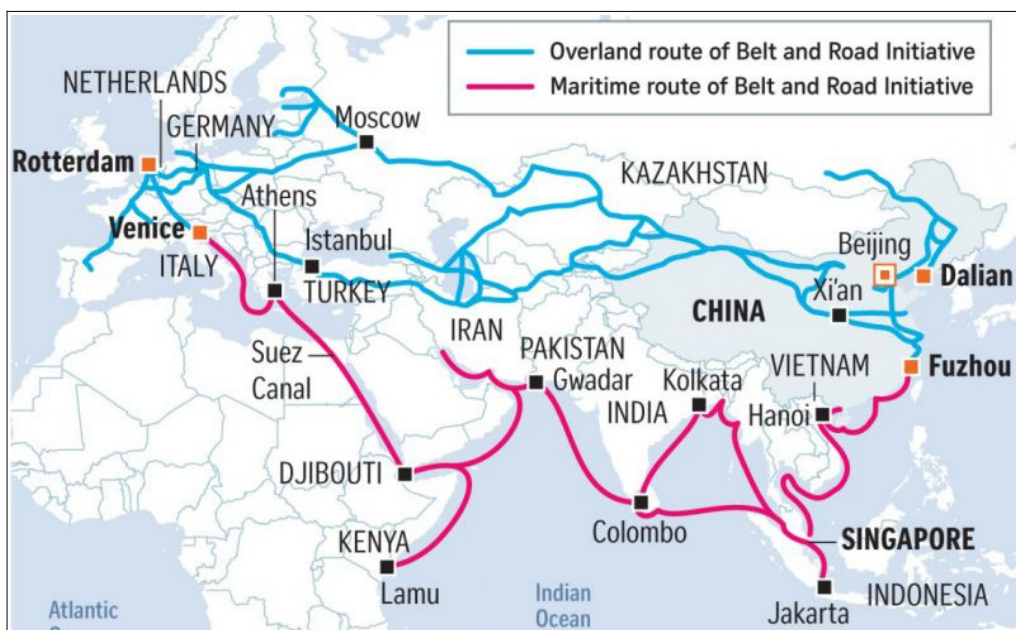 Overland route of Belt and Road Initiative
Maritime route of Belt and Road Initiative
NETHERLANDS
GERMANY
Moscow
Rotterdam
KAZAKHSTAN
Athens
Venice
Istanbul
Beijing
ITALY
Dalian
TURKEY
Xi'an
CHINA
IRAN
Suez
Canal
PAKISTAN
Gwadar
Kolkata
VIETNAM
Fuzhou
INDIA
Hanoi
DJIBOUTI
Colombo
SINGAPORE
KENYA
Lamu
INDONESIA
Jakarta
Atlantic
Indian
Ocean